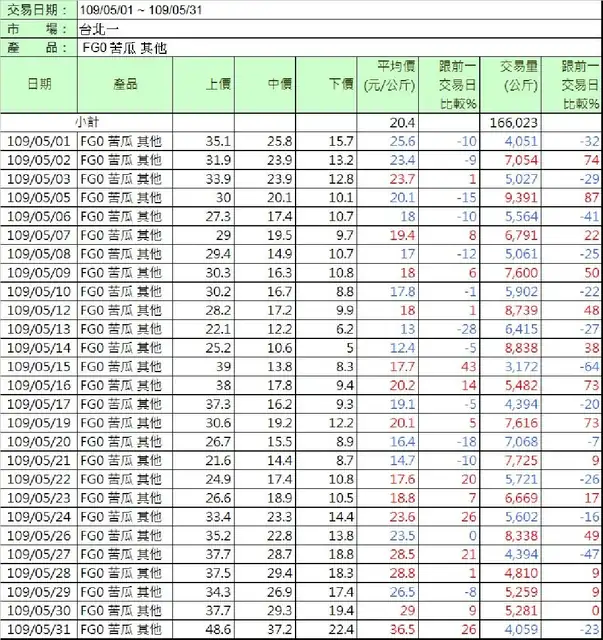 交易日期： 109/05/01 ~ 109/05/31
市 場： 台北一
產 品： FG0 苦瓜 其他
日期 產品 上價 中價 下價 平均價(元/公斤) 跟前一交易日比較% 交易量(公斤) 跟前一交易日比較%
小計 20.4 166,023
109/05/01 FG0 苦瓜 其他 35.1 25.8 15.7 25.6 -10 4,051 -32
109/05/02 FG0 苦瓜 其他 31.9 23.9 13.2 23.4 -9 7,054 74
109/05/03 FG0 苦瓜 其他 33.9 23.9 12.8 23.7 1 5,027 -29
109/05/05 FG0 苦瓜 其他 30 20.1 10.1 20.1 -15 9,391 87
109/05/06 FG0 苦瓜 其他 27.3 17.4 10.7 18 -10 5,564 -41
109/05/07 FG0 苦瓜 其他 29 19.5 9.7 19.4 8 6,791 22
109/05/08 FG0 苦瓜 其他 29.4 14.9 10.7 17 -12 5,061 -25
109/05/09 FG0 苦瓜 其他 30.3 16.3 10.8 18 6 7,600 50
109/05/10 FG0 苦瓜 其他 30.2 16.7 8.8 17.8 -1 5,902 -22
109/05/12 FG0 苦瓜 其他 28.2 17.2 9.9 18 1 8,739 48
109/05/13 FG0 苦瓜 其他 22.1 12.2 6.2 13 -28 6,415 -27
109/05/14 FG0 苦瓜 其他 25.2 10.6 5 12.4 -5 8,838 38
109/05/15 FG0 苦瓜 其他 39 13.8 8.3 17.7 43 3,172 -64
109/05/16 FG0 苦瓜 其他 38 17.8 9.4 20.2 14 5,482 73
109/05/17 FG0 苦瓜 其他 37.3 16.2 9.3 19.1 -5 4,394 -20
109/05/19 FG0 苦瓜 其他 30.6 19.2 12.2 20.1 5 7,616 73
109/05/20 FG0 苦瓜 其他 26.7 15.5 8.9 16.4 -18 7,068 -7
109/05/21 FG0 苦瓜 其他 21.6 14.4 8.7 14.7 -10 7,725 9
109/05/22 FG0 苦瓜 其他 24.9 17.4 10.8 17.6 20 5,721 -26
109/05/23 FG0 苦瓜 其他 26.6 18.9 10.5 18.8 7 6,669 17
109/05/24 FG0 苦瓜 其他 33.4 23.3 14.4 23.6 26 5,602 -16
109/05/26 FG0 苦瓜 其他 35.2 22.8 13.8 23.5 0 8,338 49
109/05/27 FG0 苦瓜 其他 37.7 28.7 18.8 28.5 21 4,394 -47
109/05/28 FG0 苦瓜 其他 37.5 29.4 18.3 28.8 1 4,810 9
109/05/29 FG0 苦瓜 其他 34.3 26.9 17.4 26.5 -8 5,259 9
109/05/30 FG0 苦瓜 其他 37.7 29.3 19.4 29 9 5,281 0
109/05/31 FG0 苦瓜 其他 48.6 37.2 22.4 36.5 26 4,059 -23